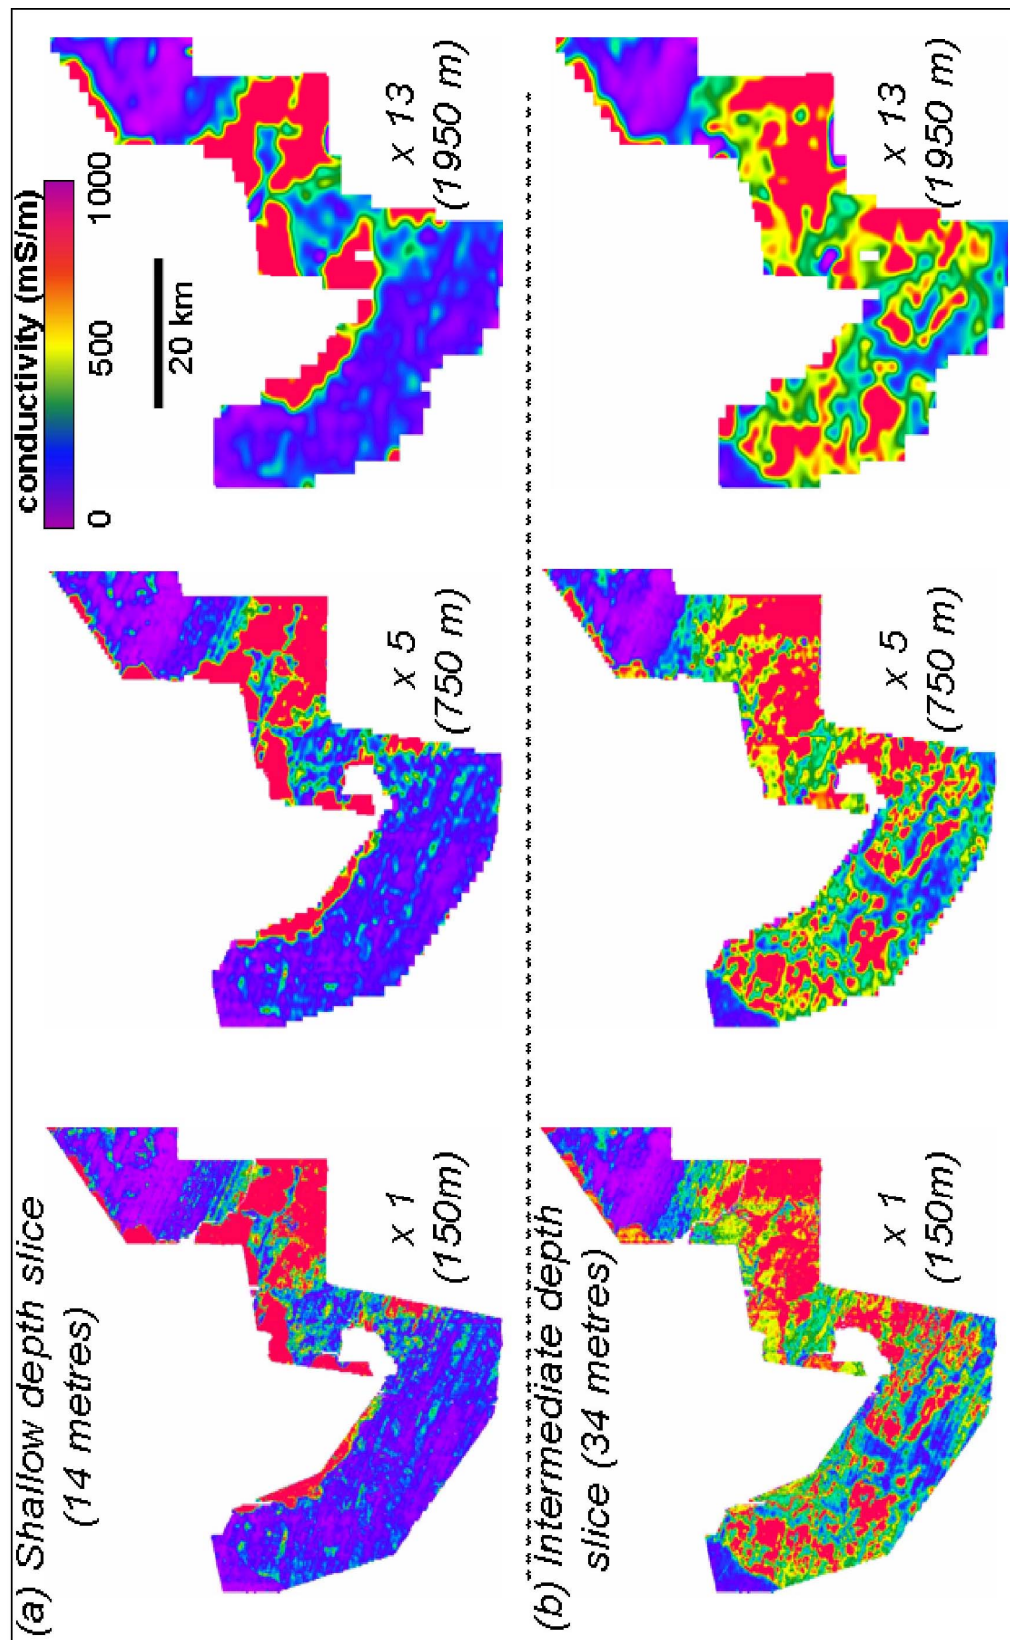 (a) Shallow depth slice
(14 metres)
x 1
(150m)
x 5
(750 m)
conductivity (mS/m)
0
500
1000
20 km
x 13
(1950 m)
(b) Intermediate depth
slice (34 metres)
x 1
(150m)
x 5
(750 m)
x 13
(1950 m)